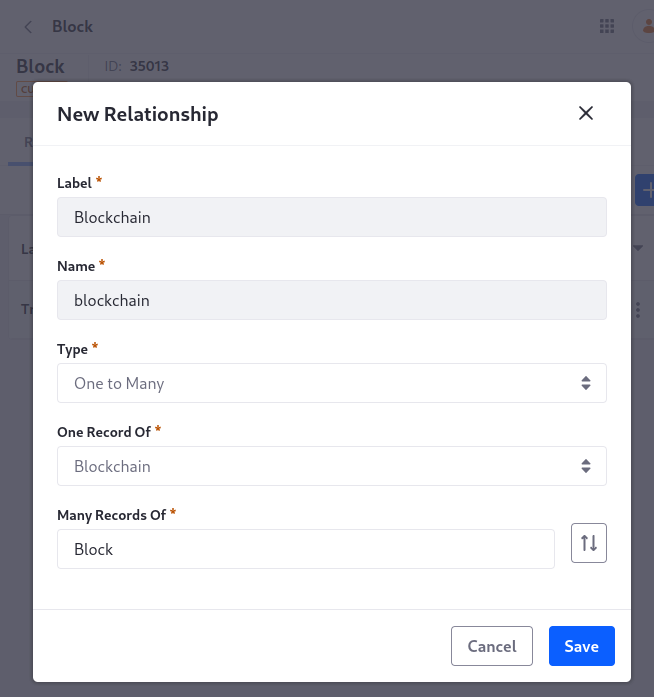 Block
Block ID: 35013
New Relationship
Label *
Blockchain
Name *
blockchain
Type *
One to Many
One Record Of *
Blockchain
Many Records Of *
Block
Cancel Save